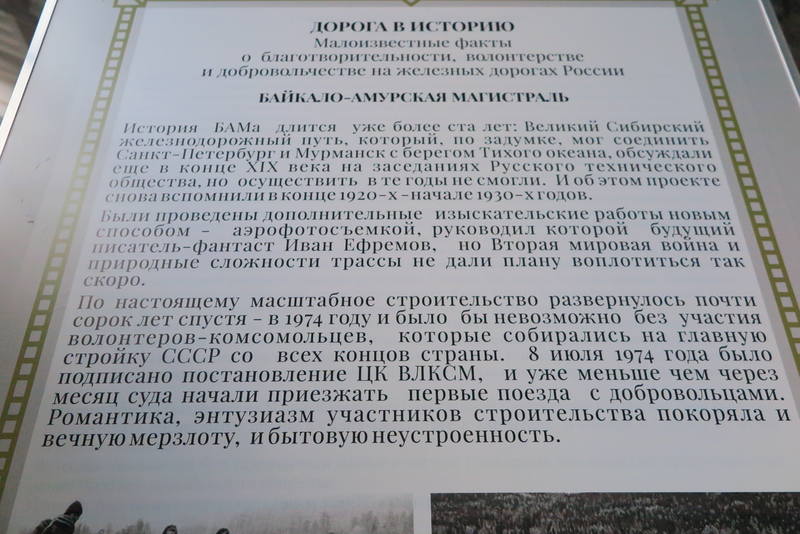 ДОРОГА В ИСТОРИЮ
Малоизвестные факты
о благотворительности, волонтерстве
и добровольчестве на железных дорогах России
БАЙКАЛО-АМУРСКАЯ МАГИСТРАЛЬ
История БАМа длится уже более ста лет: Великий Сибирский
железнодорожный путь, который, по задумке, мог соединить
Санкт-Петербург и Мурманск с берегом Тихого океана, обсуждали
еще в конце XIX века на заседаниях Русского технического
общества, но осуществить в те годы не смогли. И об этом проекте
снова вспомнили в конце 1920-х - начале 1930-х годов.
Были проведены дополнительные изыскательские работы новым
способом - аэрофотосъемкой, руководил которой будущий
писатель-фантаст Иван Ефремов, но Вторая мировая война и
природные сложности трассы не дали плану воплотиться так
скоро.
По настоящему масштабное строительство развернулось почти
сорок лет спустя - в 1974 году и было бы невозможно без участия
волонтеров-комсомольцев, которые собирались на главную
стройку СССР со всех концов страны. 8 июля 1974 года было
подписано постановление ЦК ВЛКСМ, и уже меньше чем через
месяц суда начали приезжать первые поезда с добровольцами.
Романтика, энтузиазм участников строительства покоряла и
вечную мерзлоту, и бытовую неустроенность.